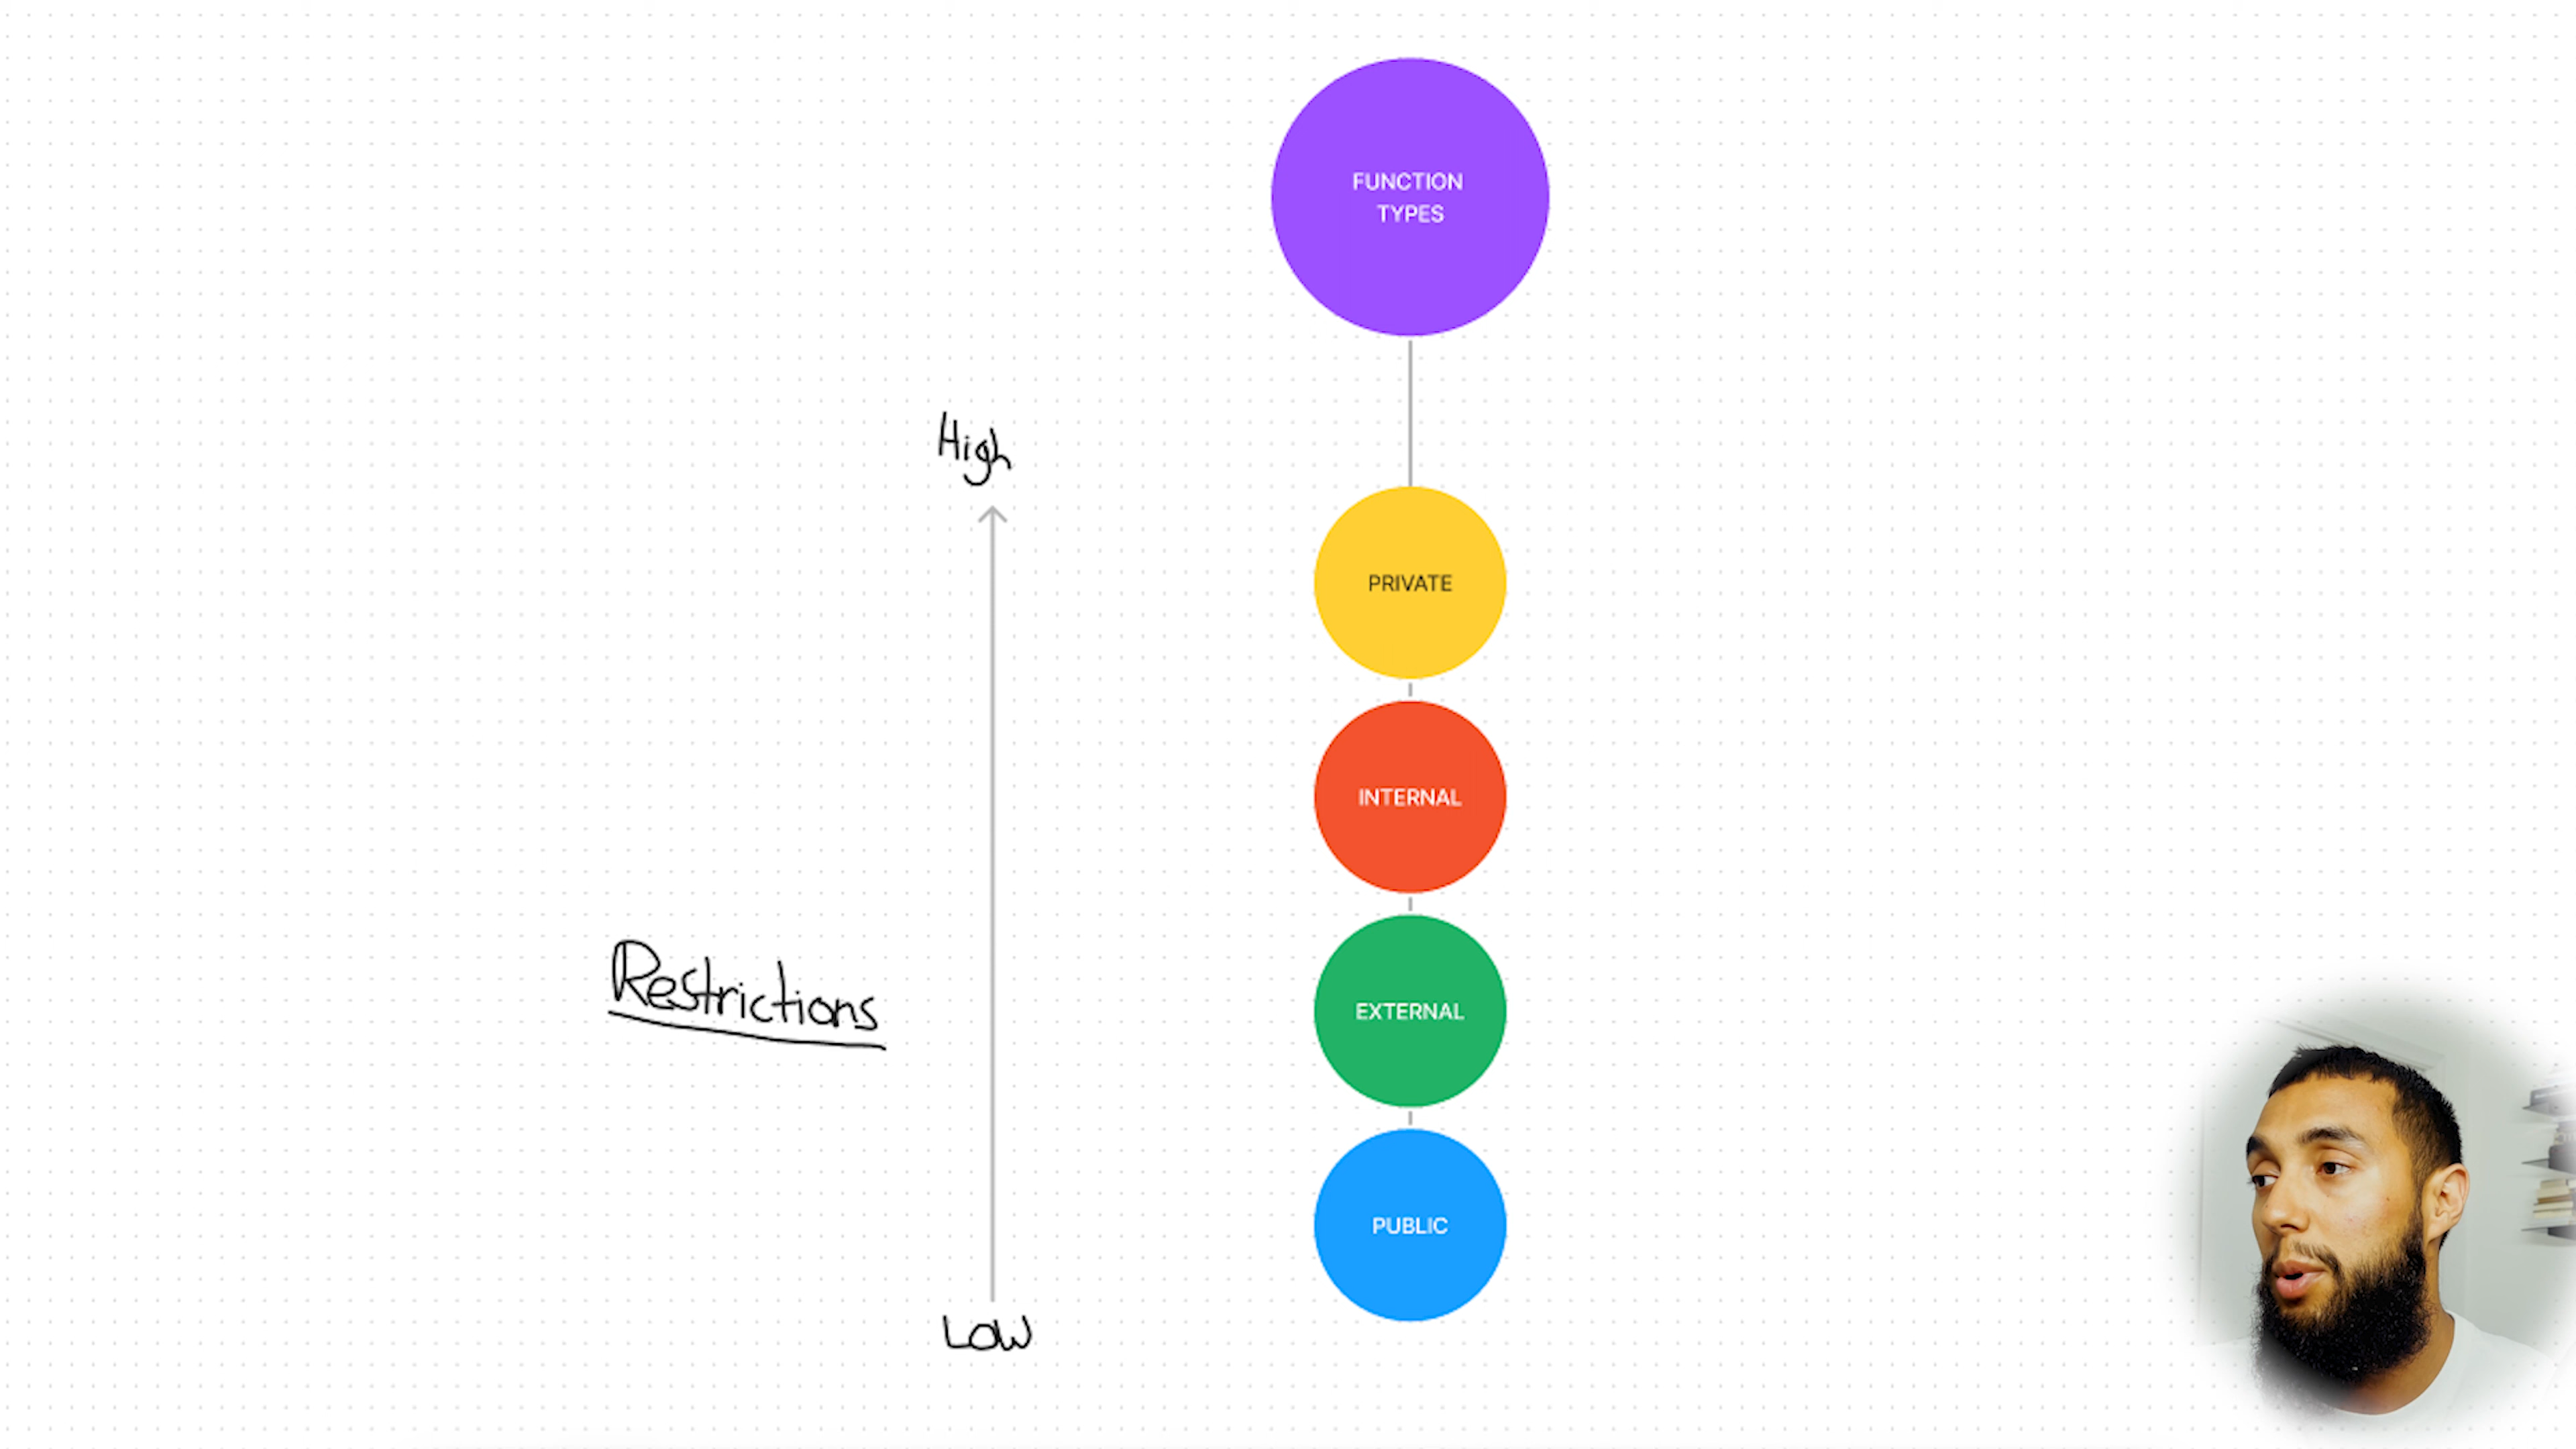 FUNCTION
TYPES
High
PRIVATE
INTERNAL
Restrictions
EXTERNAL
PUBLIC
Low